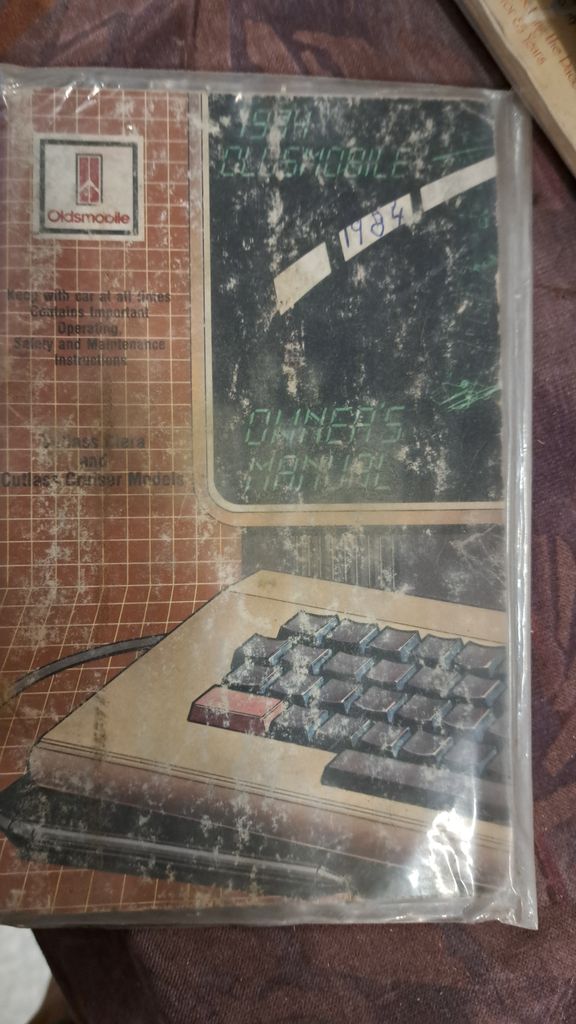 Oldsmobile
Keep with car at all times
Contains Important
Operating,
Safety and Maintenance
Instructions
Cutlass Ciera
and
Cutlass Cruiser Models
1984
OLDSMOBILE
1984
OWNER'S
MANUAL